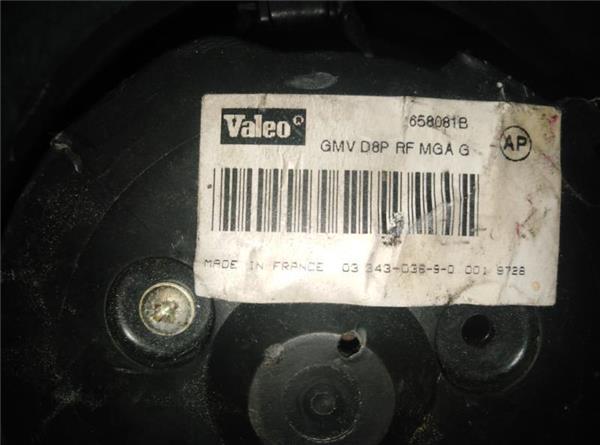 Valeo® 658081B
GMV D8P RF MGA G AP
MADE IN FRANCE 03 343-036-9-0 001 9728